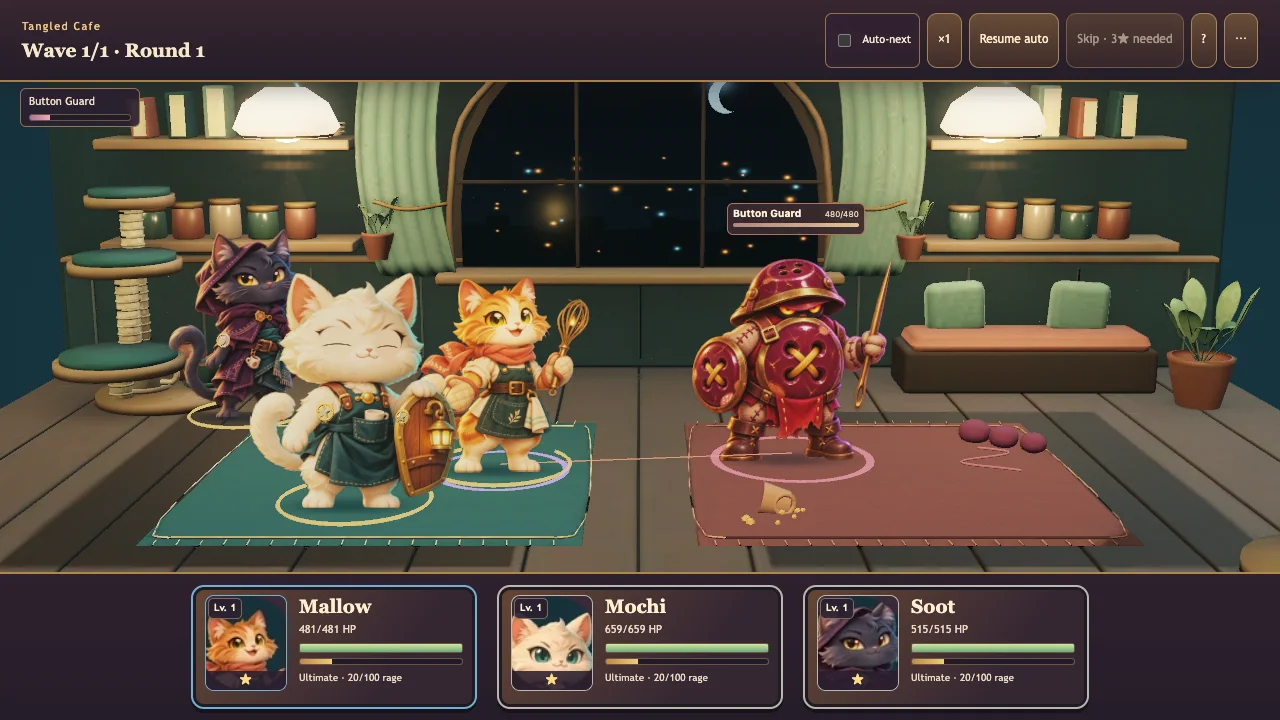 Tangled Cafe
Wave 1/1 · Round 1
Auto-next
×1
Resume auto
Skip · 3★ needed
?
···
Button Guard
Button Guard 480/480
Lv. 1
Mallow
481/481 HP
Ultimate · 20/100 rage
Lv. 1
Mochi
659/659 HP
Ultimate · 20/100 rage
Lv. 1
Soot
515/515 HP
Ultimate · 20/100 rage